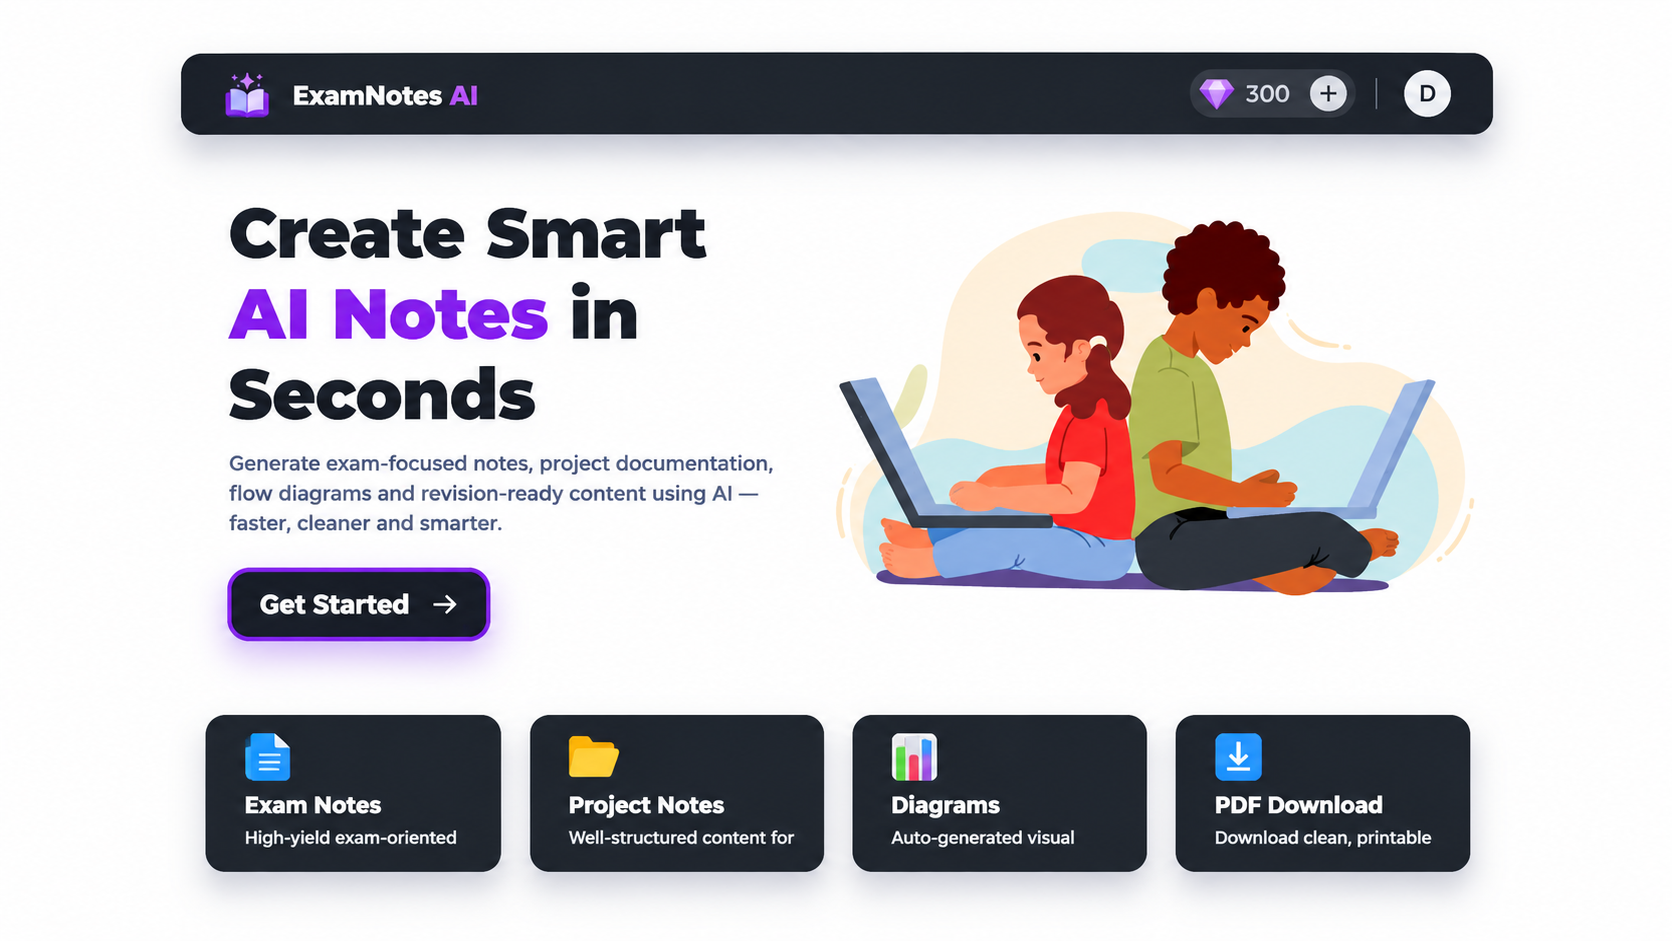 ExamNotes AI
300
D
Create Smart
AI Notes in
Seconds
Generate exam-focused notes, project documentation,
flow diagrams and revision-ready content using AI —
faster, cleaner and smarter.
Get Started →
Exam Notes
High-yield exam-oriented
Project Notes
Well-structured content for
Diagrams
Auto-generated visual
PDF Download
Download clean, printable